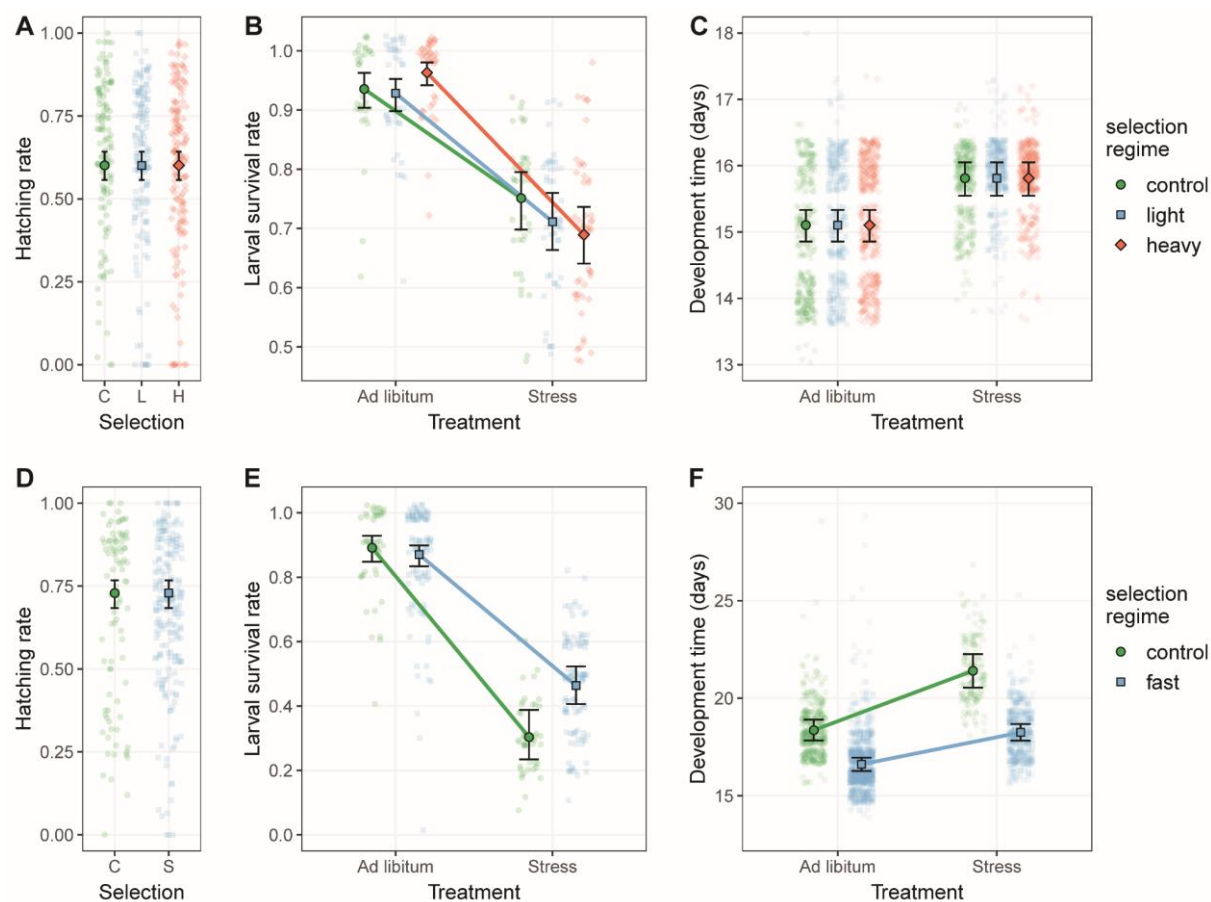 A
Hatching rate
1.00
0.75
0.50
0.25
0.00
C L H
Selection
B
Larval survival rate
1.0
0.9
0.8
0.7
0.6
0.5
Ad libitum Stress
Treatment
C
Development time (days)
18
17
16
15
14
13
Ad libitum Stress
Treatment
selection
regime
control
light
heavy
D
Hatching rate
1.00
0.75
0.50
0.25
0.00
C S
Selection
E
Larval survival rate
1.0
0.8
0.6
0.4
0.2
0.0
Ad libitum Stress
Treatment
F
Development time (days)
30
25
20
15
Ad libitum Stress
Treatment
selection
regime
control
fast